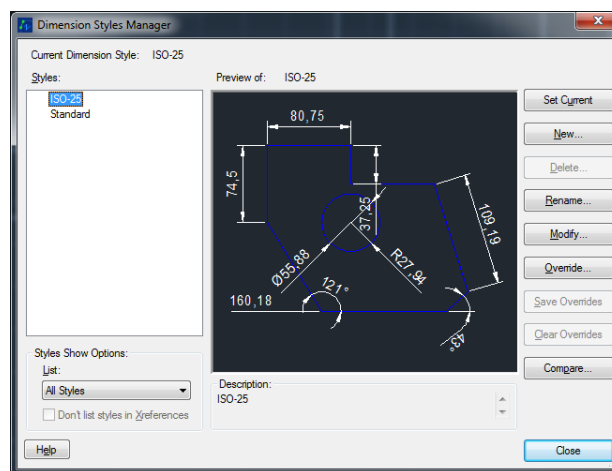 Dimension Styles Manager
Current Dimension Style: ISO-25
Styles:
ISO-25
Standard
Preview of: ISO-25
80,75
74,5
37,25
109,19
Ø55,88
R27,94
121°
160,18
43°
Set Current
New...
Delete...
Rename...
Modify...
Override...
Save Overrides
Clear Overrides
Compare...
Styles Show Options:
List:
All Styles
Don't list styles in Xreferences
Description:
ISO-25
Help
Close